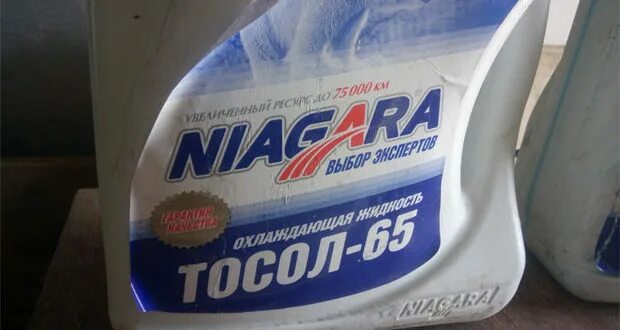 УВЕЛИЧЕННЫЙ РЕСУРС ДО 75 000 КМ
NIAGARA
ВЫБОР ЭКСПЕРТОВ
ГАРАНТИЯ
КАЧЕСТВА
ОХЛАЖДАЮЩАЯ ЖИДКОСТЬ
ТОСОЛ-65
NIAGARA